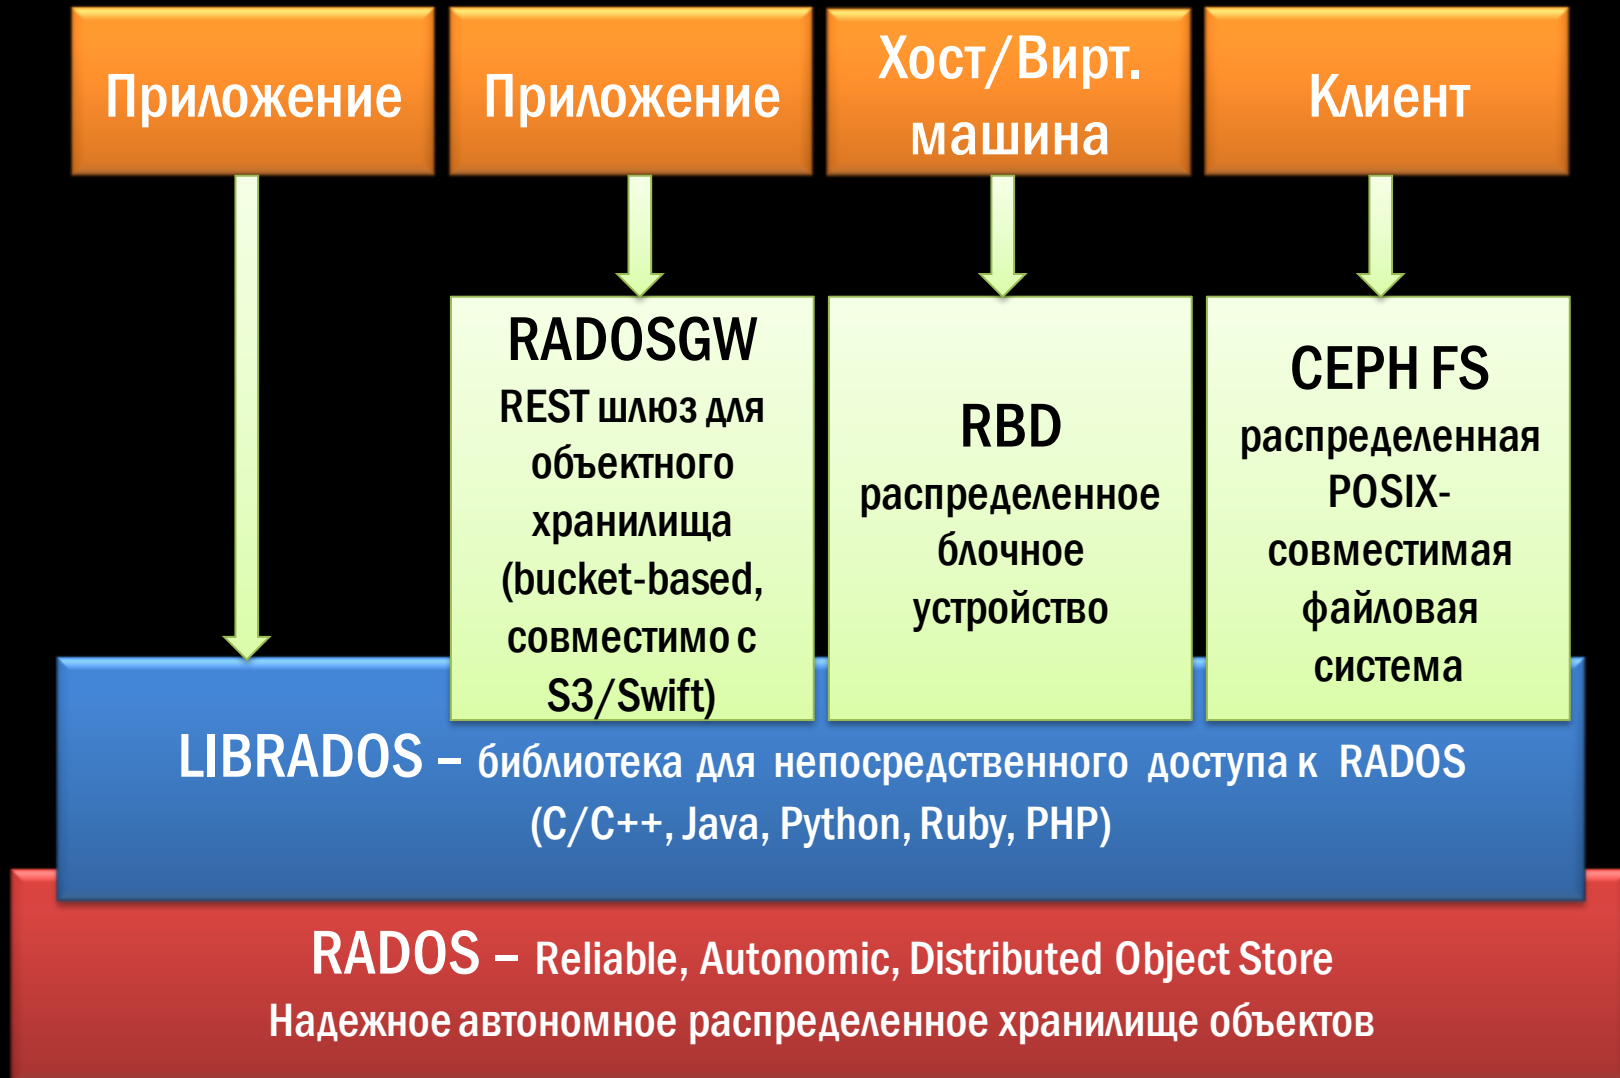 Приложение
Приложение
Хост/Вирт.
машина
Клиент
RADOSGW
REST шлюз для
объектного
хранилища
(bucket-based,
совместимо с
S3/Swift)
RBD
распределенное
блочное
устройство
CEPH FS
распределенная
POSIX-
совместимая
файловая
система
LIBRADOS – библиотека для непосредственного доступа к RADOS
(C/C++, Java, Python, Ruby, PHP)
RADOS – Reliable, Autonomic, Distributed Object Store
Надежное автономное распределенное хранилище объектов